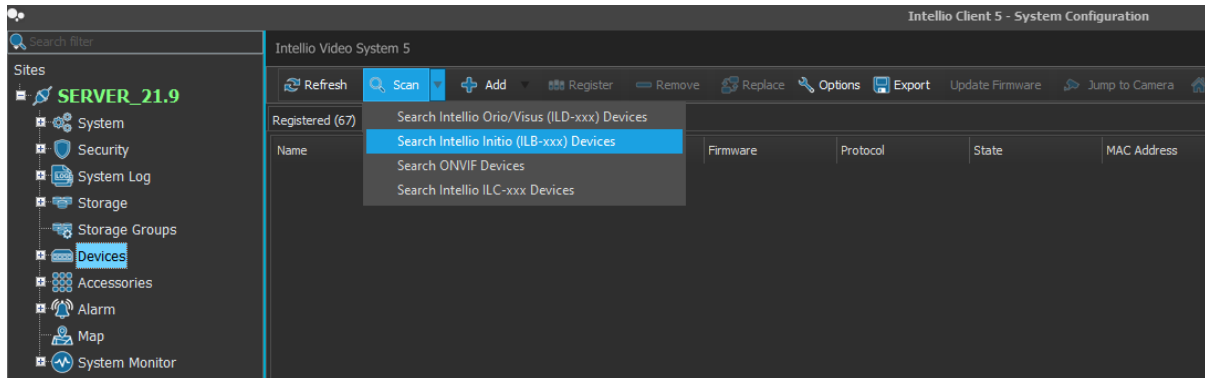 Intellio Client 5 - System Configuration
Search filter
Intellio Video System 5
Sites
Refresh Scan Add Register Remove Replace Options Export Update Firmware Jump to Camera
SERVER_21.9
System
Registered (67)
Search Intellio Orio/Visus (ILD-xxx) Devices
Search Intellio Initio (ILB-xxx) Devices
Search ONVIF Devices
Search Intellio ILC-xxx Devices
Name Firmware Protocol State MAC Address
Security
System Log
Storage
Storage Groups
Devices
Accessories
Alarm
Map
System Monitor